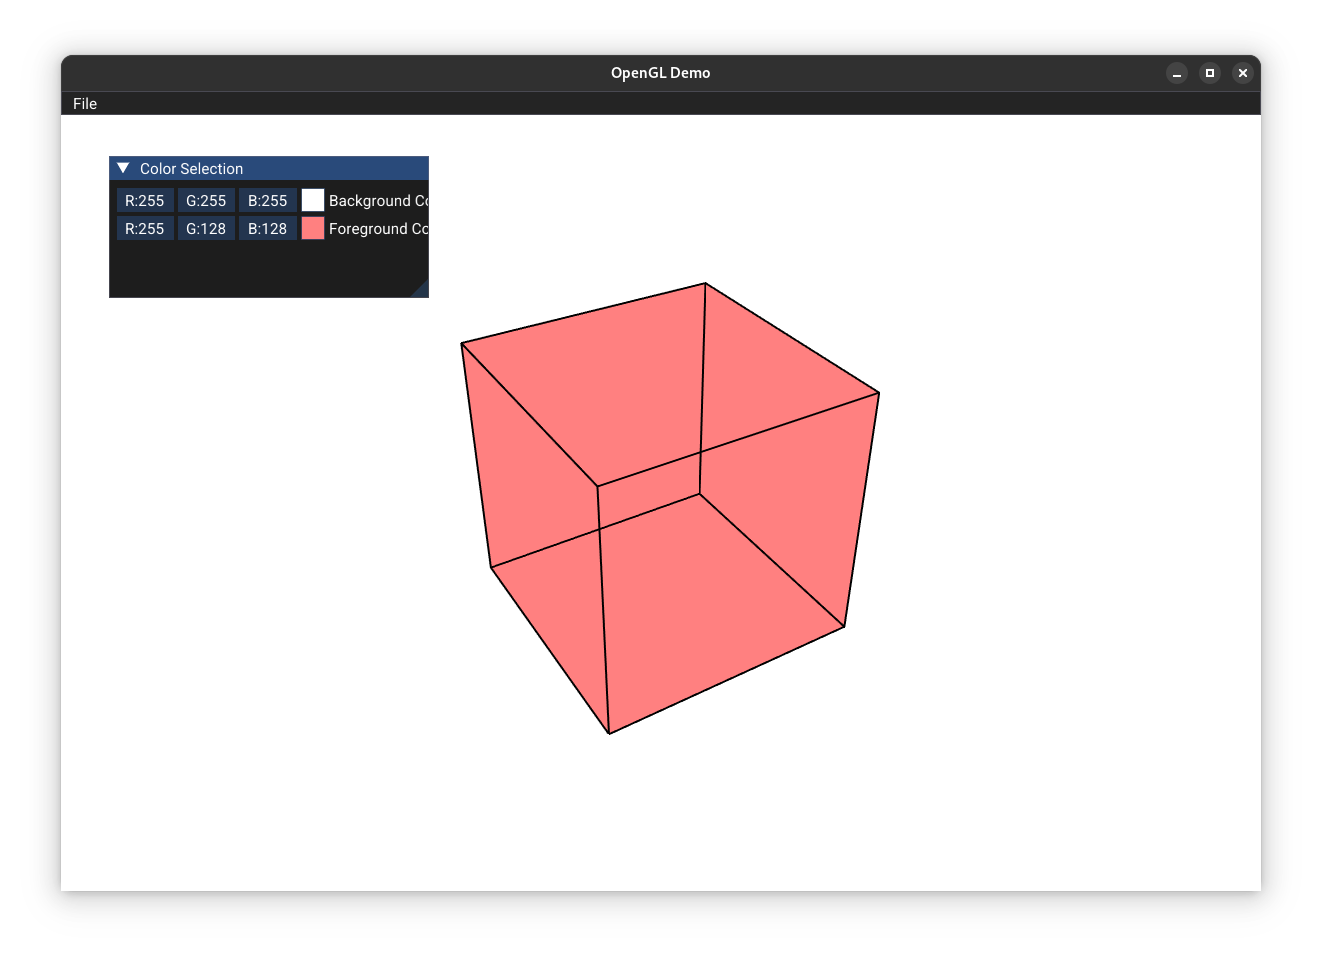 OpenGL Demo
File
Color Selection
R:255 G:255 B:255 Background Co
R:255 G:128 B:128 Foreground Co